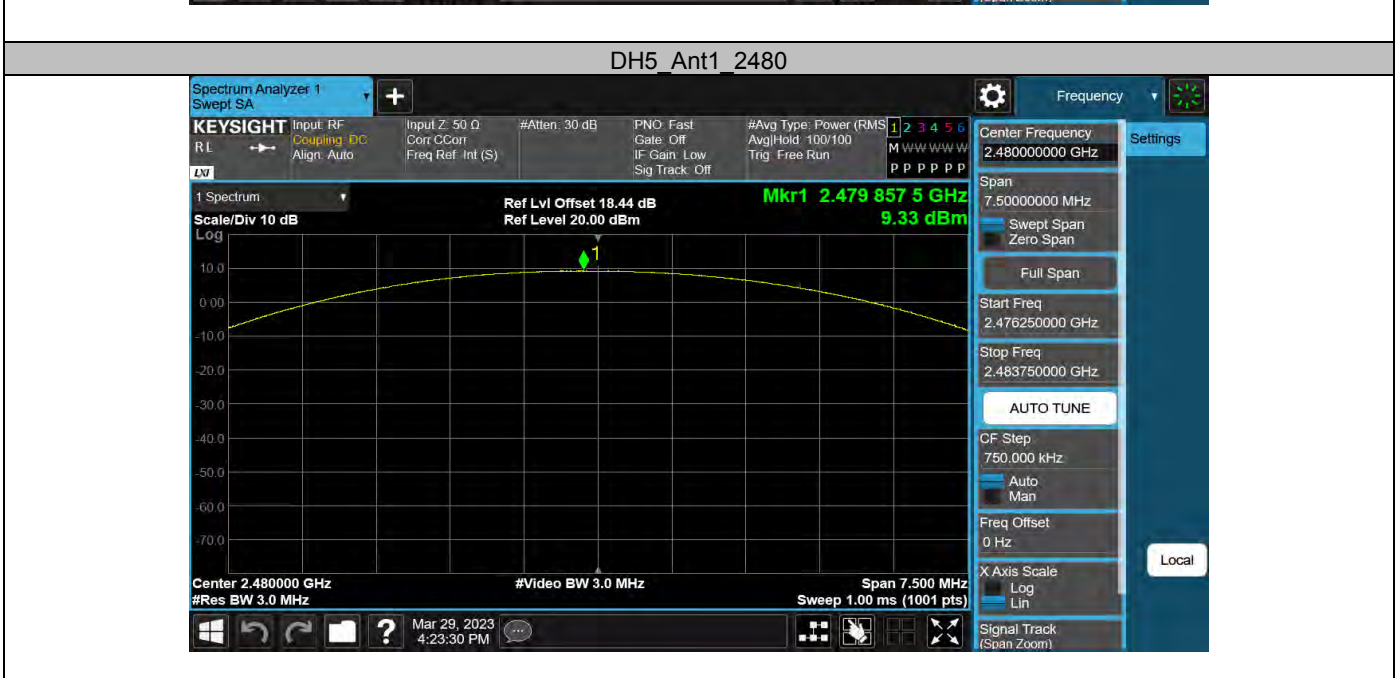 (Span Zoom)
DH5_Ant1_2480
Spectrum Analyzer 1
Swept SA
Frequency
KEYSIGHT
RL
LXI
Input: RF
Coupling: DC
Align: Auto
Input Z: 50 Ω
Corr CCorr
Freq Ref: Int (S)
#Atten: 30 dB
PNO: Fast
Gate: Off
IF Gain: Low
Sig Track: Off
#Avg Type: Power (RMS
Avg|Hold: 100/100
Trig: Free Run
1 2 3 4 5 6
M W W W W W
P P P P P P
Center Frequency
2.480000000 GHz
Settings
1 Spectrum
Scale/Div 10 dB
Log
Ref Lvl Offset 18.44 dB
Ref Level 20.00 dBm
Mkr1 2.479 857 5 GHz
9.33 dBm
1
10.0
0.00
-10.0
-20.0
-30.0
-40.0
-50.0
-60.0
-70.0
Center 2.480000 GHz
#Res BW 3.0 MHz
#Video BW 3.0 MHz
Span 7.500 MHz
Sweep 1.00 ms (1001 pts)
Span
7.50000000 MHz
Swept Span
Zero Span
Full Span
Start Freq
2.476250000 GHz
Stop Freq
2.483750000 GHz
AUTO TUNE
CF Step
750.000 kHz
Auto
Man
Freq Offset
0 Hz
X Axis Scale
Log
Lin
Signal Track
(Span Zoom)
Local
?
Mar 29, 2023
4:23:30 PM